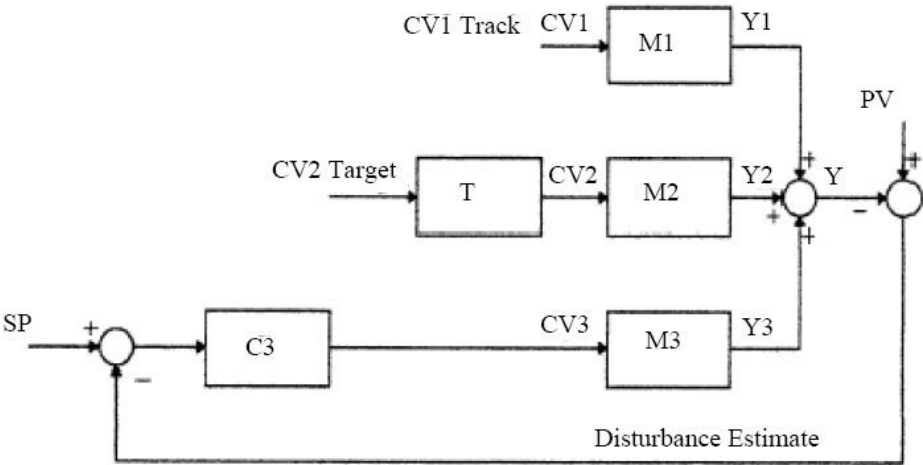 CV1 Track CV1 M1 Y1
PV
CV2 Target T CV2 M2 Y2 Y
SP C3 CV3 M3 Y3
Disturbance Estimate